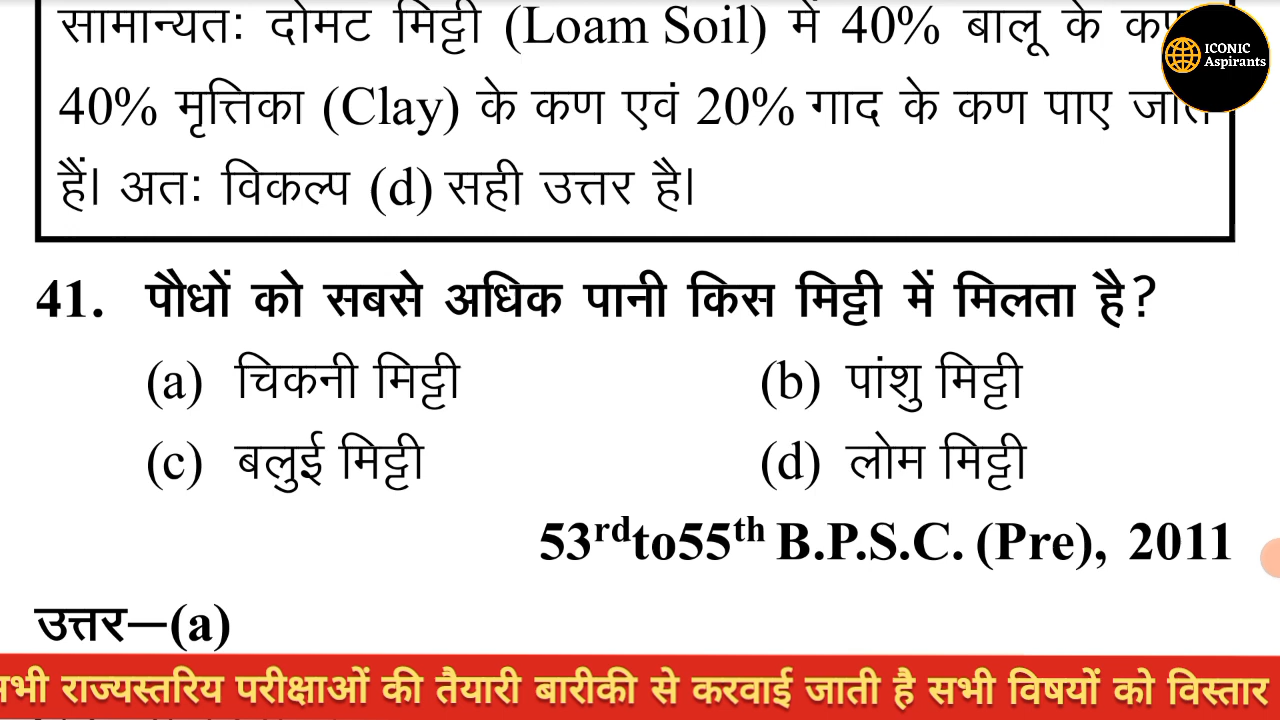 सामान्यतः दोमट मिट्टी (Loam Soil) में 40% बालू के
ICONIC
Aspirants
40% मृत्तिका (Clay) के कण एवं 20% गाद के कण पाए
हैं। अतः विकल्प (d) सही उत्तर है।
41. पौधों को सबसे अधिक पानी किस मिट्टी में मिलता है?
(a) चिकनी मिट्टी (b) पांशु मिट्टी
(c) बलुई मिट्टी (d) लोम मिट्टी
53rdto55th B.P.S.C. (Pre), 2011
उत्तर—(a)
राज्यस्तरिय परीक्षाओं की तैयारी बारीकी से करवाई जाती है सभी विषयों को विस्तार